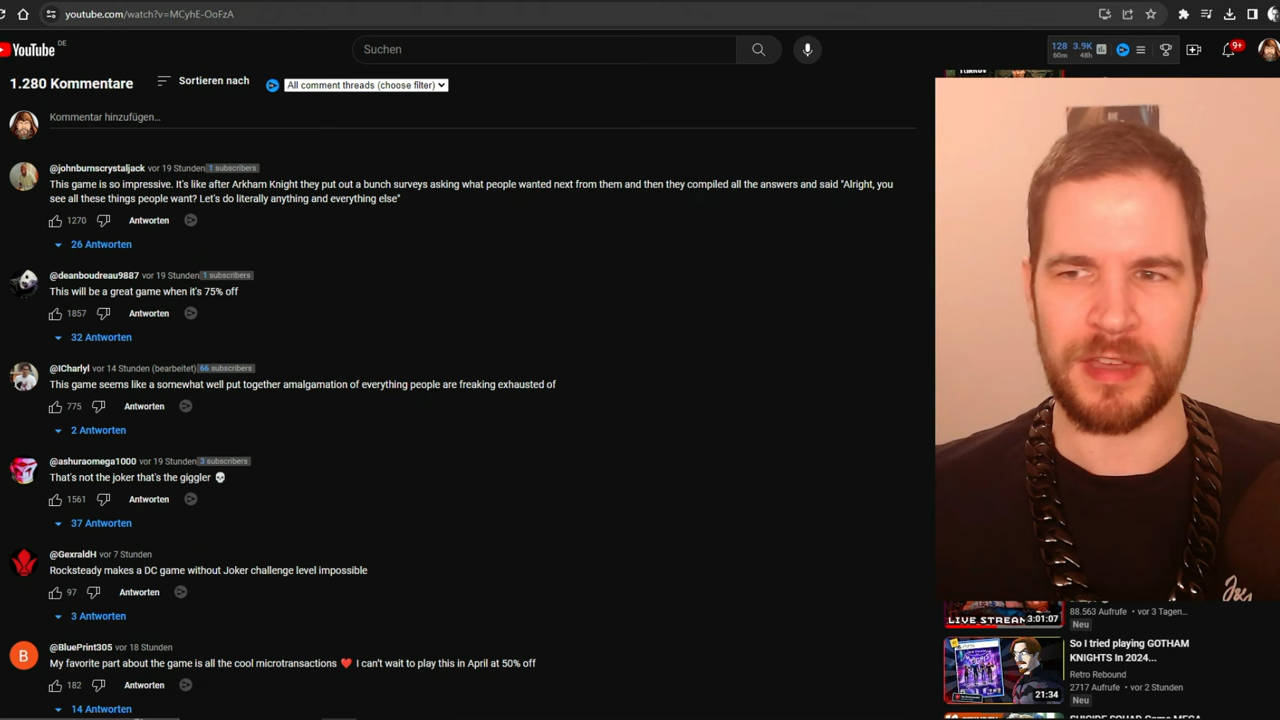 youtube.com/watch?v=MCyhE-OoFzA
YouTube DE
Suchen
128 3.9K
60m 48h
9+
1.280 Kommentare
Sortieren nach
All comment threads (choose filter)
Kommentar hinzufügen...
@johnburnscrystaljack vor 19 Stunden 1 subscribers
This game is so impressive. It's like after Arkham Knight they put out a bunch surveys asking what people wanted next from them and then they compiled all the answers and said "Alright, you
see all these things people want? Let's do literally anything and everything else"
1270 Antworten
26 Antworten
@deanboudreau9887 vor 19 Stunden 1 subscribers
This will be a great game when it's 75% off
1857 Antworten
32 Antworten
@ICharlyl vor 14 Stunden (bearbeitet) 66 subscribers
This game seems like a somewhat well put together amalgamation of everything people are freaking exhausted of
775 Antworten
2 Antworten
@ashuraomega1000 vor 19 Stunden 3 subscribers
That's not the joker that's the giggler 💀
1561 Antworten
37 Antworten
@GexraldH vor 7 Stunden
Rocksteady makes a DC game without Joker challenge level impossible
97 Antworten
3 Antworten
B
@BluePrint305 vor 18 Stunden
My favorite part about the game is all the cool microtransactions ❤️ I can't wait to play this in April at 50% off
182 Antworten
14 Antworten
88.563 Aufrufe • vor 3 Tagen...
LIVE STREAM 3:01:07
Neu
So I tried playing GOTHAM
KNIGHTS In 2024...
Retro Rebound
2717 Aufrufe • vor 2 Stunden
21:34
Neu